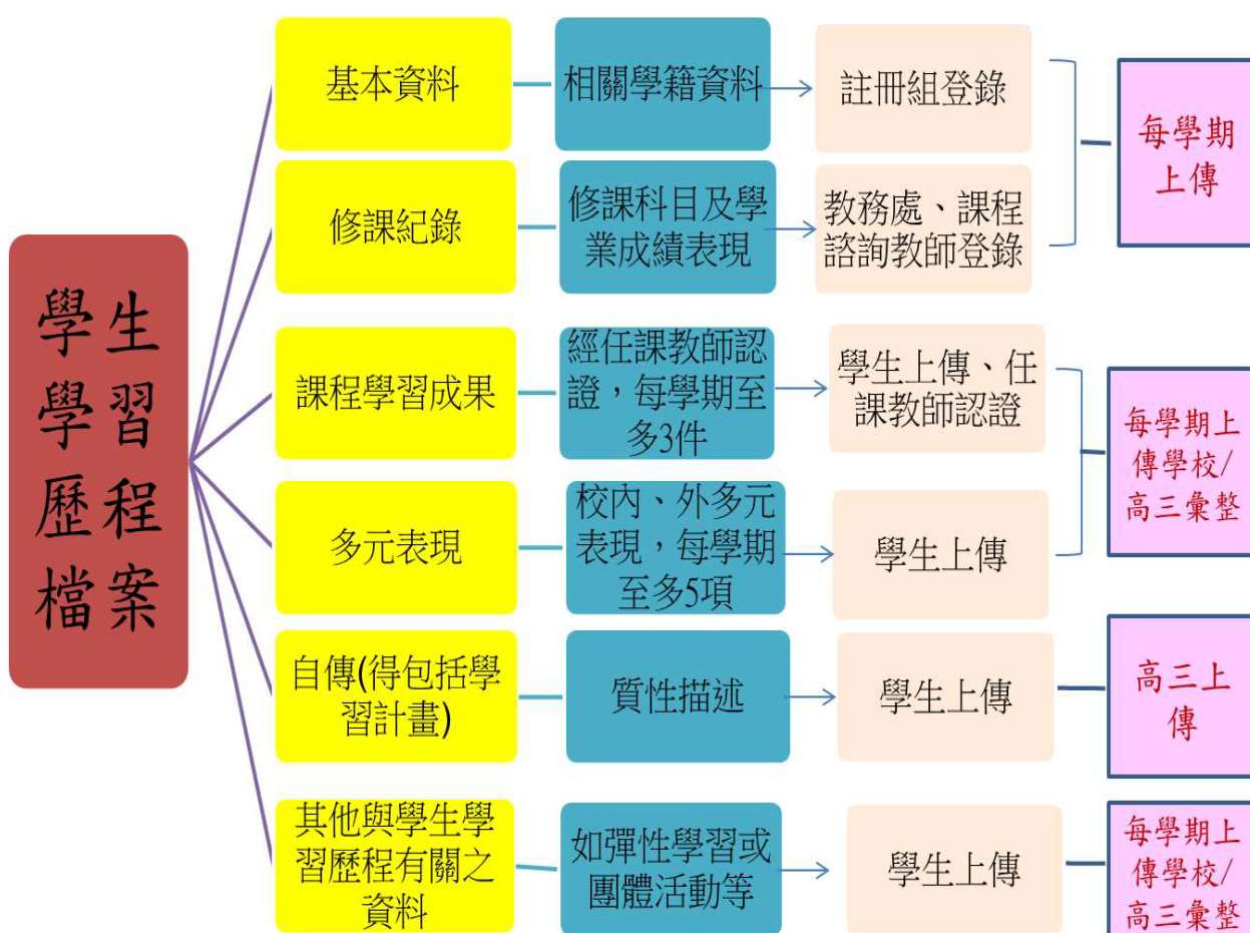 學生
學習
歷程
檔案
基本資料
相關學籍資料
註冊組登錄
修課紀錄
修課科目及學
業成績表現
教務處、課程
諮詢教師登錄
每學期
上傳
課程學習成果
經任課教師認
證，每學期至
多3件
學生上傳、任
課教師認證
多元表現
校內、外多元
表現，每學期
至多5項
學生上傳
每學期上
傳學校/
高三彙整
自傳(得包括學
習計畫)
質性描述
學生上傳
高三上
傳
其他與學生學
習歷程有關之
資料
如彈性學習或
團體活動等
學生上傳
每學期上
傳學校/
高三彙整